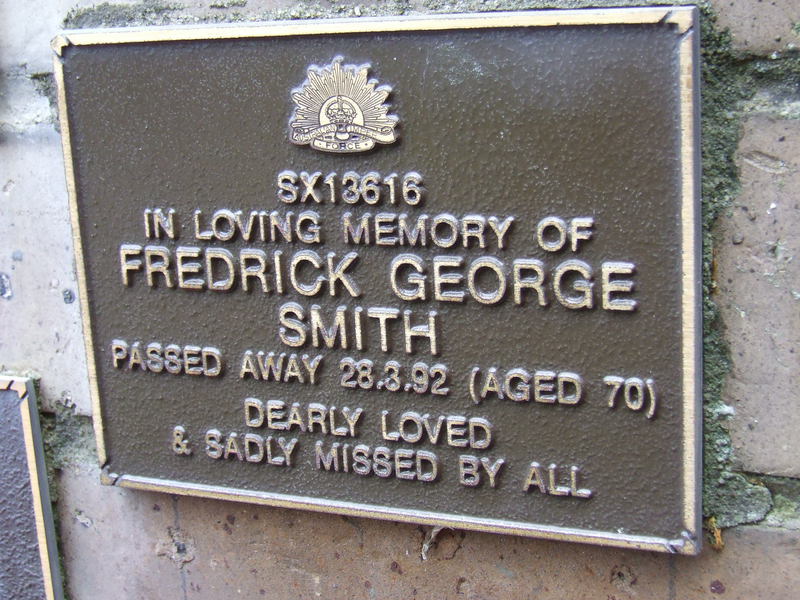 FORCE
SX13616
IN LOVING MEMORY OF
FREDRICK GEORGE
SMITH
PASSED AWAY 28.3.92 (AGED 70)
DEARLY LOVED
& SADLY MISSED BY ALL